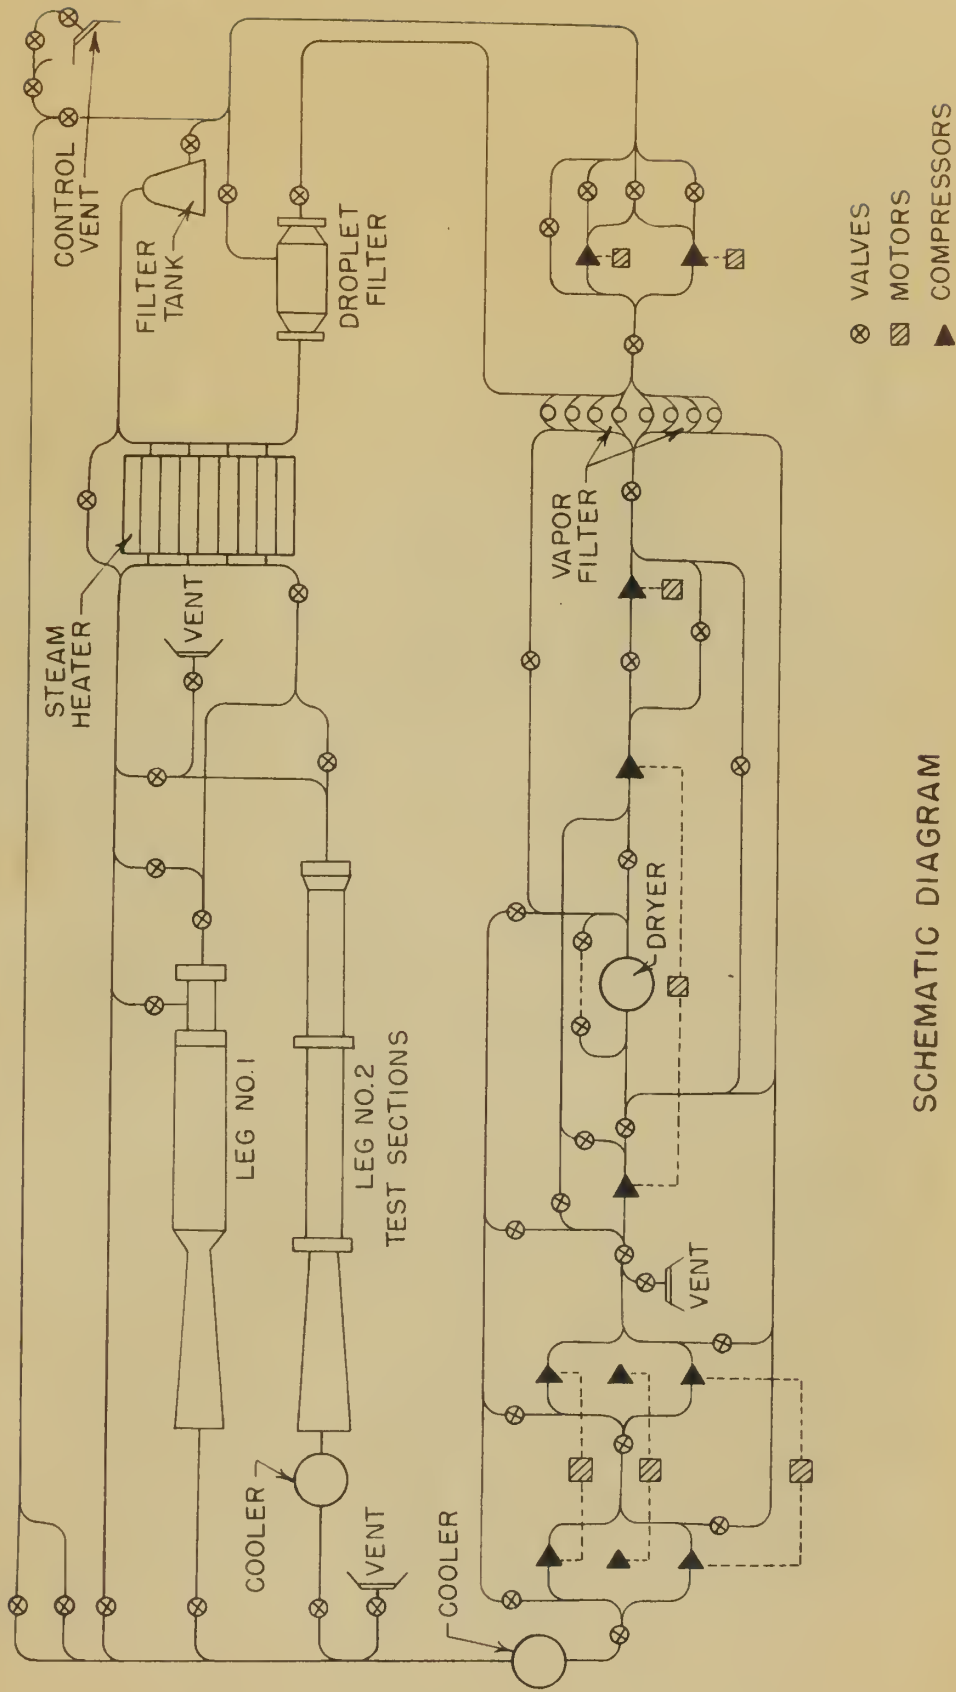 CONTROL
VENT
FILTER
TANK
DROPLET
FILTER
STEAM
HEATER
VENT
LEG NO. 1
LEG NO. 2
TEST SECTIONS
COOLER
VENT
COOLER
VAPOR
FILTER
DRYER
VENT
VALVES
MOTORS
COMPRESSORS
SCHEMATIC DIAGRAM